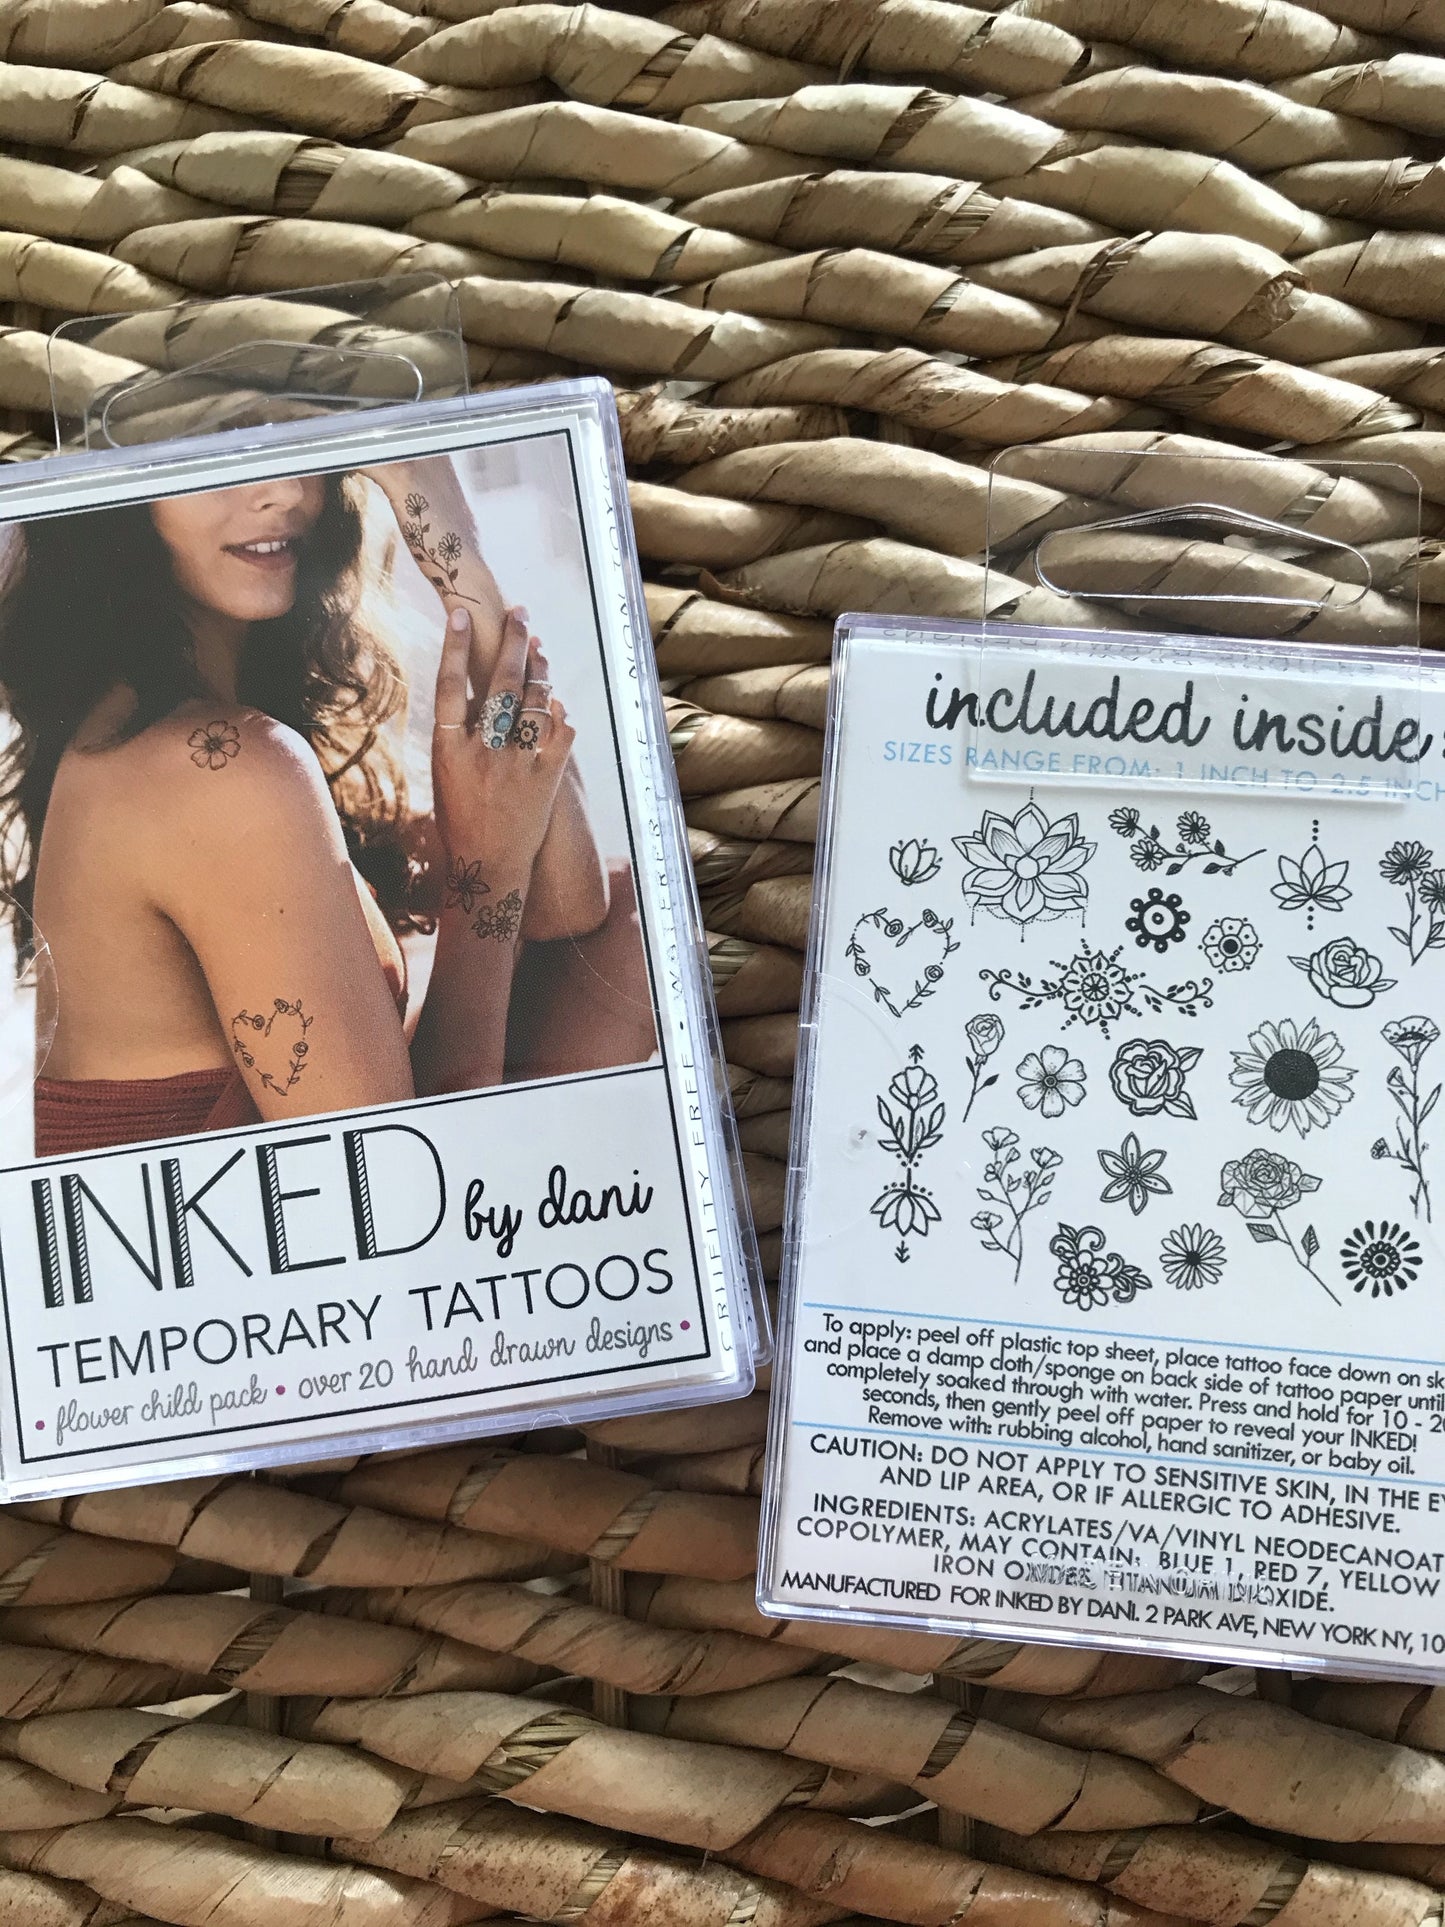 INKED by dani
TEMPORARY TATTOOS
• flower child pack • over 20 hand drawn designs •
CRUELTY FREE • WATERPROOF • NON TOXIC
included inside:
SIZES RANGE FROM: 1 INCH TO 2.5 INCH
To apply: peel off plastic top sheet, place tattoo face down on sk
and place a damp cloth/sponge on back side of tattoo paper until
completely soaked through with water. Press and hold for 10 - 20
seconds, then gently peel off paper to reveal your INKED!
Remove with: rubbing alcohol, hand sanitizer, or baby oil.
CAUTION: DO NOT APPLY TO SENSITIVE SKIN, IN THE EY
AND LIP AREA, OR IF ALLERGIC TO ADHESIVE.
INGREDIENTS: ACRYLATES/VA/VINYL NEODECANOAT
COPOLYMER, MAY CONTAIN: BLUE 1, RED 7, YELLOW
IRON OXIDES TITANIUM DIOXIDE.
MANUFACTURED FOR INKED BY DANI. 2 PARK AVE, NEW YORK NY, 10